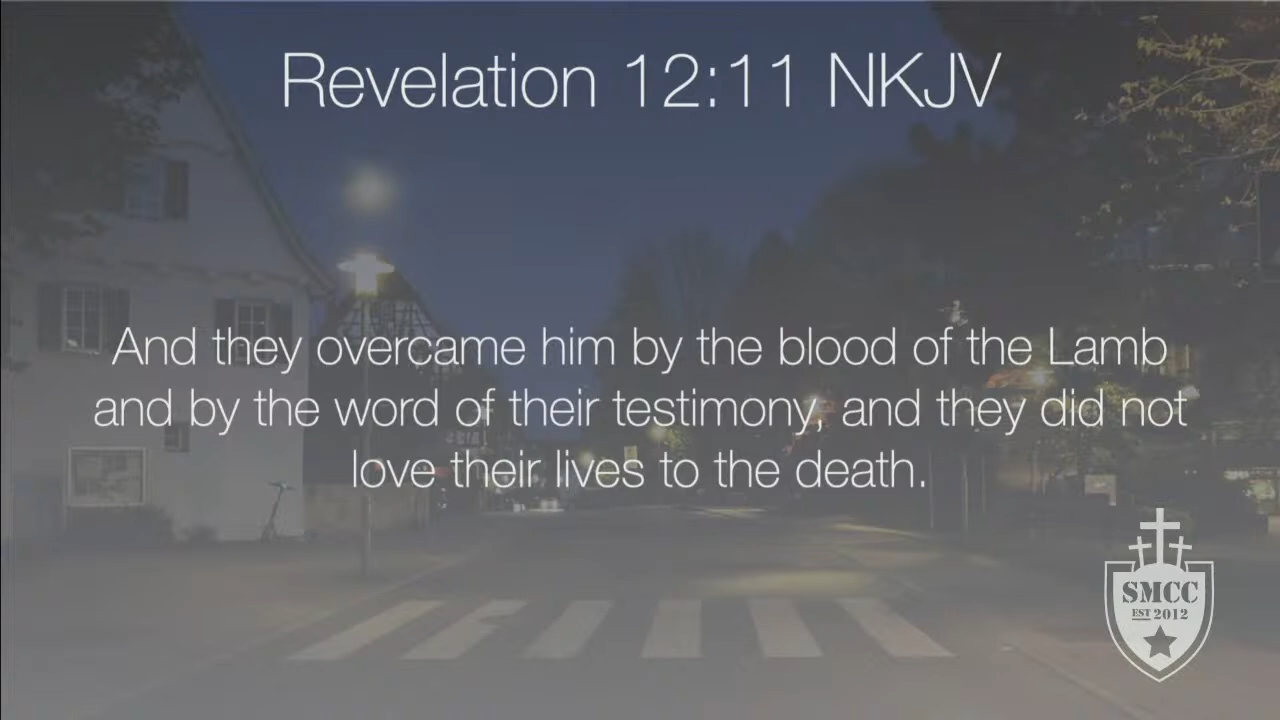 Revelation 12:11 NKJV
And they overcame him by the blood of the Lamb
and by the word of their testimony, and they did not
love their lives to the death.
SMCC
EST 2012